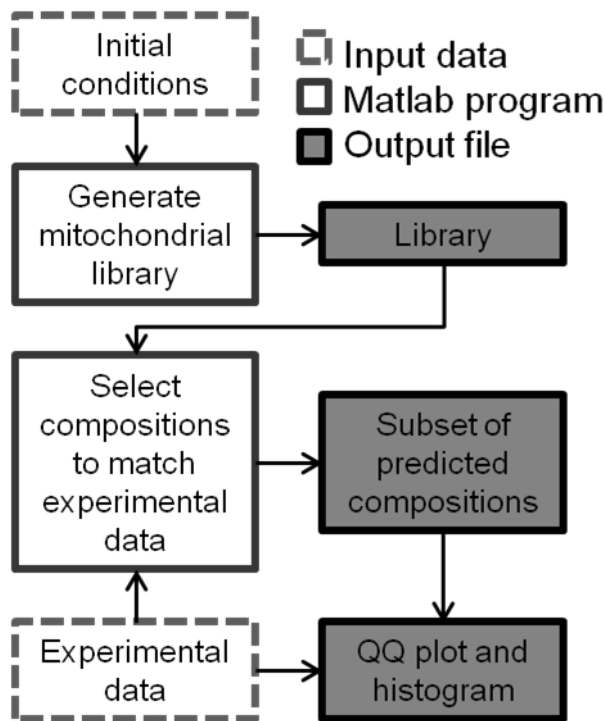 Initial
conditions
Input data
Matlab program
Output file
Generate
mitochondrial
library
Library
Select
compositions
to match
experimental
data
Subset of
predicted
compositions
Experimental
data
QQ plot and
histogram